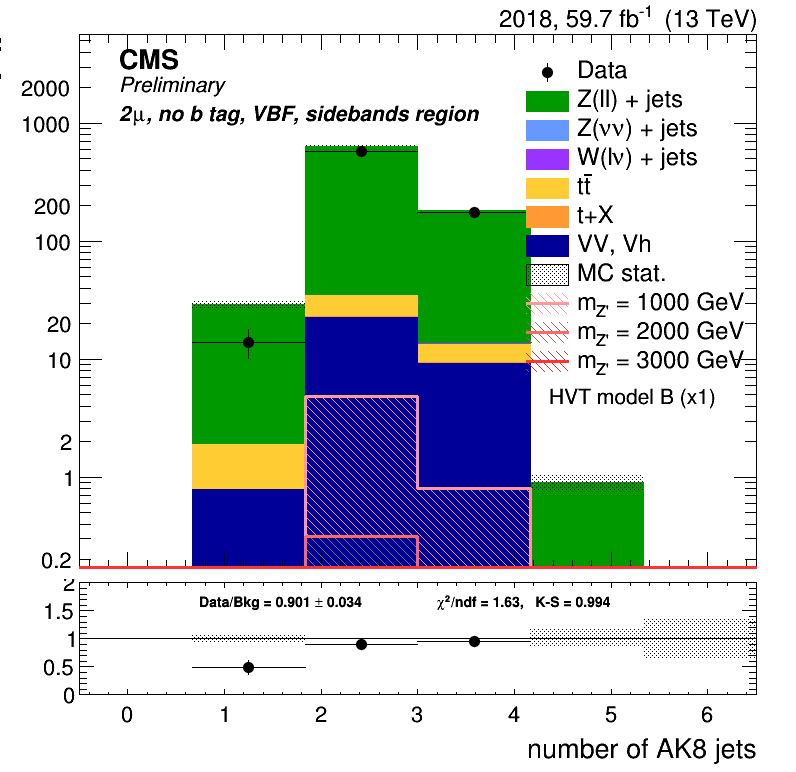 2018, 59.7 fb⁻¹ (13 TeV)
CMS
Preliminary
2μ, no b tag, VBF, sidebands region
Data
Z(ll) + jets
Z(νν) + jets
W(lν) + jets
tt̄
t+X
VV, Vh
MC stat.
m_Z' = 1000 GeV
m_Z' = 2000 GeV
m_Z' = 3000 GeV
HVT model B (x1)
2000
1000
200
100
20
10
2
1
0.2
Data/Bkg = 0.901 ± 0.034 χ²/ndf = 1.63, K-S = 0.994
2
1.5
1
0.5
0
0 1 2 3 4 5 6
number of AK8 jets